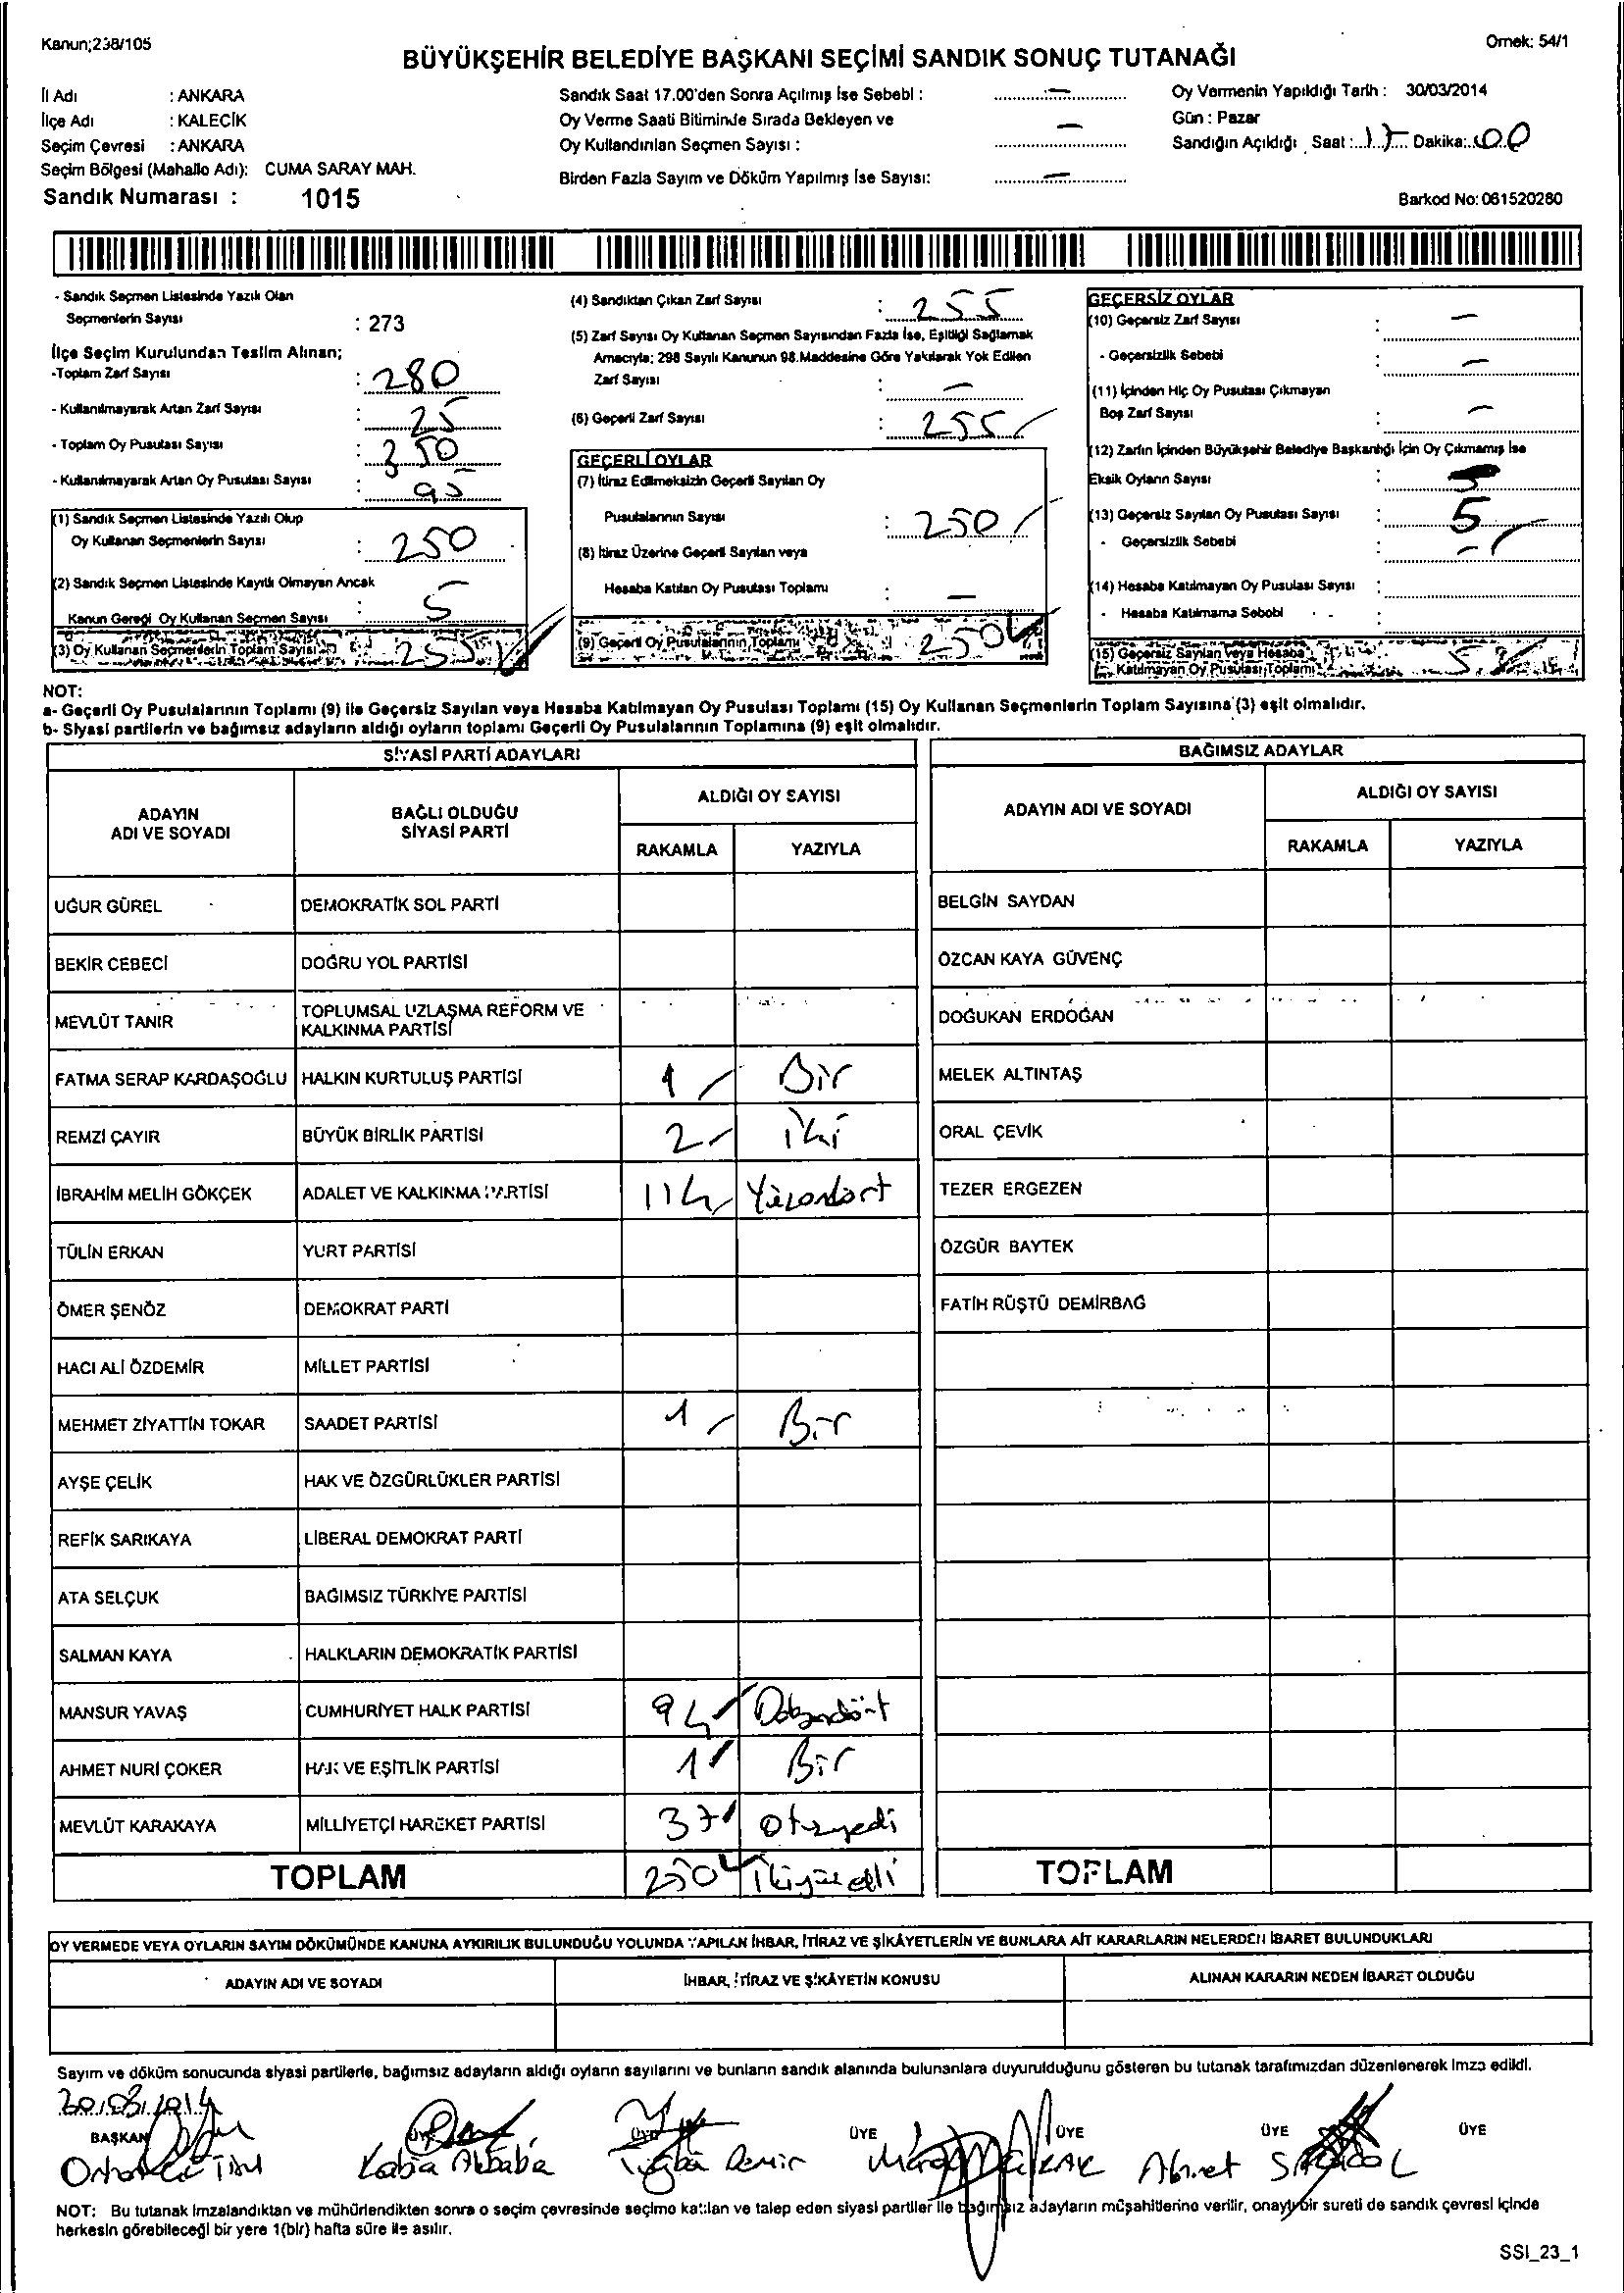 Kanun;298/105
Örnek: 54/1
BÜYÜKŞEHİR BELEDİYE BAŞKANI SEÇİMİ SANDIK SONUÇ TUTANAĞI
İl Adı : ANKARA
İlçe Adı : KALECİK
Seçim Çevresi : ANKARA
Seçim Bölgesi (Mahalle Adı): CUMA SARAY MAH.
Sandık Numarası : 1015
Sandık Saat 17.00'den Sonra Açılmış İse Sebebi : —
Oy Verme Saati Bitiminde Sırada Bekleyen ve
Oy Kullandırılan Seçmen Sayısı : —
Birden Fazla Sayım ve Döküm Yapılmış İse Sayısı: —
Oy Vermenin Yapıldığı Tarih : 30/03/2014
Gün : Pazar
Sandığın Açıldığı Saat : 17 Dakika: 00
Barkod No: 061520280
- Sandık Seçmen Listesinde Yazılı Olan
Seçmenlerin Sayısı : 273
İlçe Seçim Kurulundan Teslim Alınan;
-Toplam Zarf Sayısı : 280
- Kullanılmayarak Artan Zarf Sayısı : 25
- Toplam Oy Pusulası Sayısı : 350
- Kullanılmayarak Artan Oy Pusulası Sayısı : 95
(1) Sandık Seçmen Listesinde Yazılı Olup
Oy Kullanan Seçmenlerin Sayısı : 250
(2) Sandık Seçmen Listesinde Kayıtlı Olmayan Ancak
Kanun Gereği Oy Kullanan Seçmen Sayısı : 5
(3) Oy Kullanan Seçmenlerin Toplam Sayısı : 255
(4) Sandıktan Çıkan Zarf Sayısı : 255
(5) Zarf Sayısı Oy Kullanan Seçmen Sayısından Fazla İse, Eşitliği Sağlamak
Amacıyla; 298 Sayılı Kanunun 98.Maddesine Göre Yakılarak Yok Edilen
Zarf Sayısı : —
(6) Geçerli Zarf Sayısı : 255
GEÇERLİ OYLAR
(7) İtiraz Edilmeksizin Geçerli Sayılan Oy
Pusulalarının Sayısı : 250
(8) İtiraz Üzerine Geçerli Sayılan veya
Hesaba Katılan Oy Pusulası Toplamı : —
(9) Geçerli Oy Pusulalarının Toplamı : 250
GEÇERSİZ OYLAR
(10) Geçersiz Zarf Sayısı : —
- Geçersizlik Sebebi : —
(11) İçinden Hiç Oy Pusulası Çıkmayan
Boş Zarf Sayısı : —
(12) Zarfın İçinden Büyükşehir Belediye Başkanlığı İçin Oy Çıkmamış İse
Eksik Oyların Sayısı :
(13) Geçersiz Sayılan Oy Pusulası Sayısı : 5
- Geçersizlik Sebebi : —
(14) Hesaba Katılmayan Oy Pusulası Sayısı :
- Hesaba Katılmama Sebebi :
(15) Geçersiz Sayılan veya Hesaba
Katılmayan Oy Pusulası Toplamı : 5
NOT:
a- Geçerli Oy Pusulalarının Toplamı (9) ile Geçersiz Sayılan veya Hesaba Katılmayan Oy Pusulası Toplamı (15) Oy Kullanan Seçmenlerin Toplam Sayısına (3) eşit olmalıdır.
b- Siyasi partilerin ve bağımsız adayların aldığı oyların toplamı Geçerli Oy Pusulalarının Toplamına (9) eşit olmalıdır.
SİYASİ PARTİ ADAYLARI
ADAYIN ADI VE SOYADI BAĞLI OLDUĞU SİYASİ PARTİ ALDIĞI OY SAYISI
RAKAMLA YAZIYLA
UĞUR GÜREL DEMOKRATİK SOL PARTİ
BEKİR CEBECİ DOĞRU YOL PARTİSİ
MEVLÜT TANIR TOPLUMSAL UZLAŞMA REFORM VE KALKINMA PARTİSİ
FATMA SERAP KARDAŞOĞLU HALKIN KURTULUŞ PARTİSİ 1 Bir
REMZİ ÇAYIR BÜYÜK BİRLİK PARTİSİ 2 iki
İBRAHİM MELİH GÖKÇEK ADALET VE KALKINMA PARTİSİ 114 Yüzondört
TÜLİN ERKAN YURT PARTİSİ
ÖMER ŞENÖZ DEMOKRAT PARTİ
HACI ALİ ÖZDEMİR MİLLET PARTİSİ
MEHMET ZİYATTİN TOKAR SAADET PARTİSİ 1 Bir
AYŞE ÇELİK HAK VE ÖZGÜRLÜKLER PARTİSİ
REFİK SARIKAYA LİBERAL DEMOKRAT PARTİ
ATA SELÇUK BAĞIMSIZ TÜRKİYE PARTİSİ
SALMAN KAYA HALKLARIN DEMOKRATİK PARTİSİ
MANSUR YAVAŞ CUMHURİYET HALK PARTİSİ 94 Doksandört
AHMET NURİ ÇOKER HAK VE EŞİTLİK PARTİSİ 1 Bir
MEVLÜT KARAKAYA MİLLİYETÇİ HAREKET PARTİSİ 37 Otuzyedi
TOPLAM 250 İkiyüzelli
BAĞIMSIZ ADAYLAR
ADAYIN ADI VE SOYADI ALDIĞI OY SAYISI
RAKAMLA YAZIYLA
BELGİN SAYDAN
ÖZCAN KAYA GÜVENÇ
DOĞUKAN ERDOĞAN
MELEK ALTINTAŞ
ORAL ÇEVİK
TEZER ERGEZEN
ÖZGÜR BAYTEK
FATİH RÜŞTÜ DEMİRBAĞ
TOPLAM
OY VERMEDE VEYA OYLARIN SAYIM DÖKÜMÜNDE KANUNA AYKIRILIK BULUNDUĞU YOLUNDA YAPILAN İHBAR, İTİRAZ VE ŞİKÂYETLERİN VE BUNLARA AİT KARARLARIN NELERDEN İBARET BULUNDUKLARI
ADAYIN ADI VE SOYADI İHBAR, İTİRAZ VE ŞİKÂYETİN KONUSU ALINAN KARARIN NEDEN İBARET OLDUĞU
Sayım ve döküm sonucunda siyasi partilerle, bağımsız adayların aldığı oyların sayılarını ve bunların sandık alanında bulunanlara duyurulduğunu gösteren bu tutanak tarafımızdan düzenlenerek imza edildi.
30.03.2014
BAŞKAN ÜYE ÜYE ÜYE ÜYE ÜYE ÜYE
Tuğba Demir Ahmet
NOT: Bu tutanak imzalandıktan ve mühürlendikten sonra o seçim çevresinde seçime katılan ve talep eden siyasi partiler ile bağımsız adayların müşahitlerine verilir, onaylı bir sureti de sandık çevresi içinde
herkesin görebileceği bir yere 1(bir) hafta süre ile asılır.
SSI_23_1